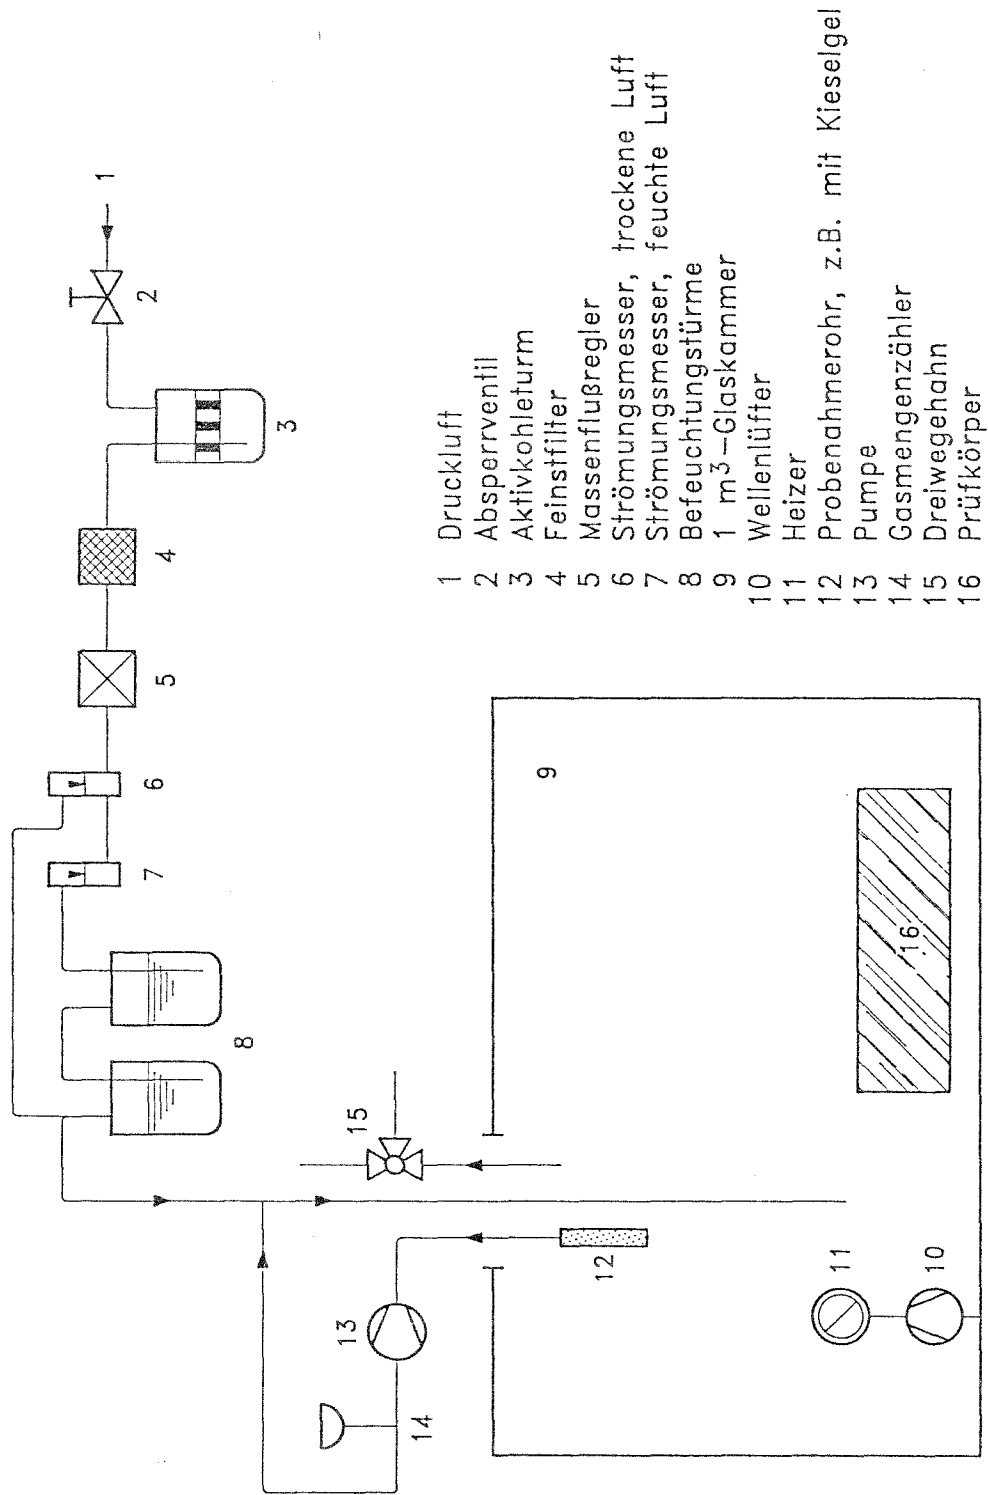 1
2
3
4
5
6
7
8
9
10
11
12
13
14
15
16
1 Druckluft
2 Absperrventil
3 Aktivkohleturm
4 Feinstfilter
5 Massenflußregler
6 Strömungsmesser, trockene Luft
7 Strömungsmesser, feuchte Luft
8 Befeuchtungstürme
9 1 m³-Glaskammer
10 Wellenlüfter
11 Heizer
12 Probenahmerohr, z.B. mit Kieselgel
13 Pumpe
14 Gasmengenzähler
15 Dreiwegehahn
16 Prüfkörper